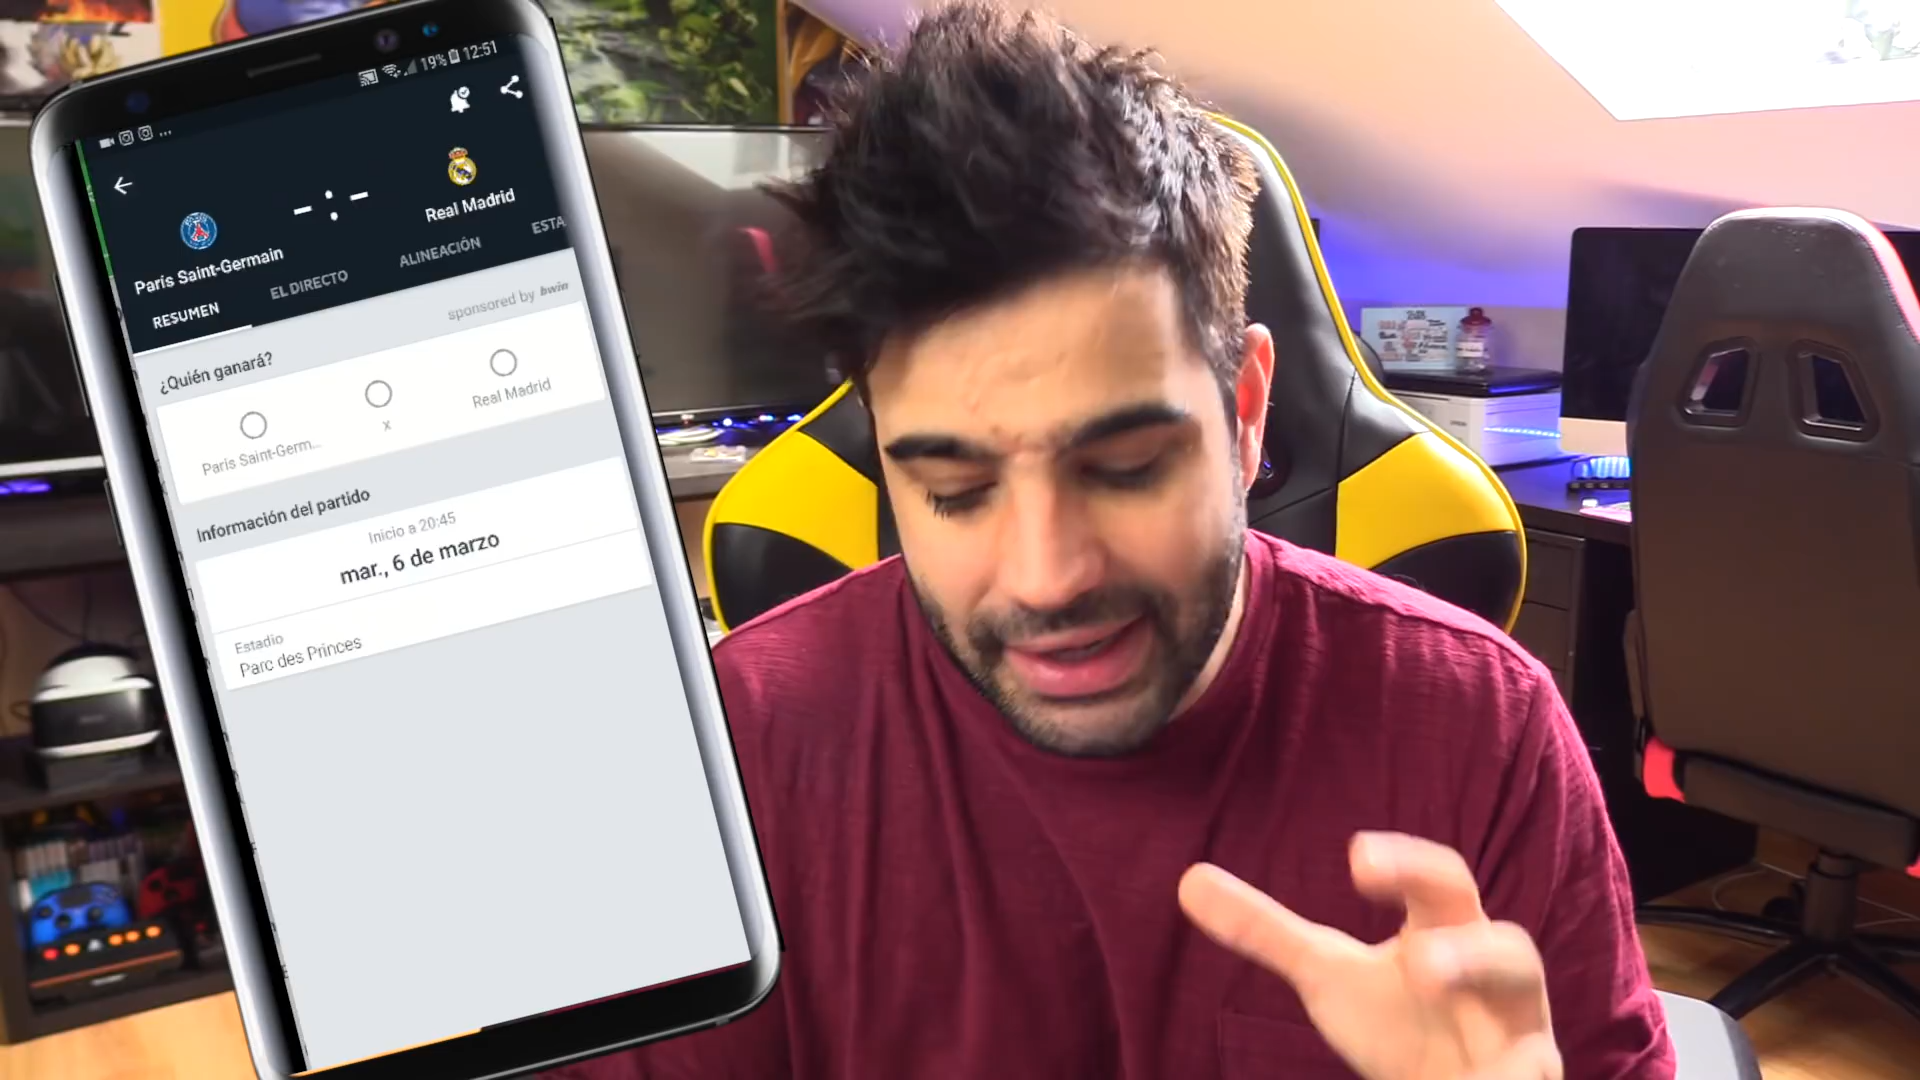 19% 12:51
- : -
París Saint-Germain
Real Madrid
RESUMEN
EL DIRECTO
ALINEACIÓN
ESTA
sponsored by bwin
¿Quién ganará?
París Saint-Germ...
x
Real Madrid
Información del partido
Inicio a 20:45
mar., 6 de marzo
Estadio
Parc des Princes